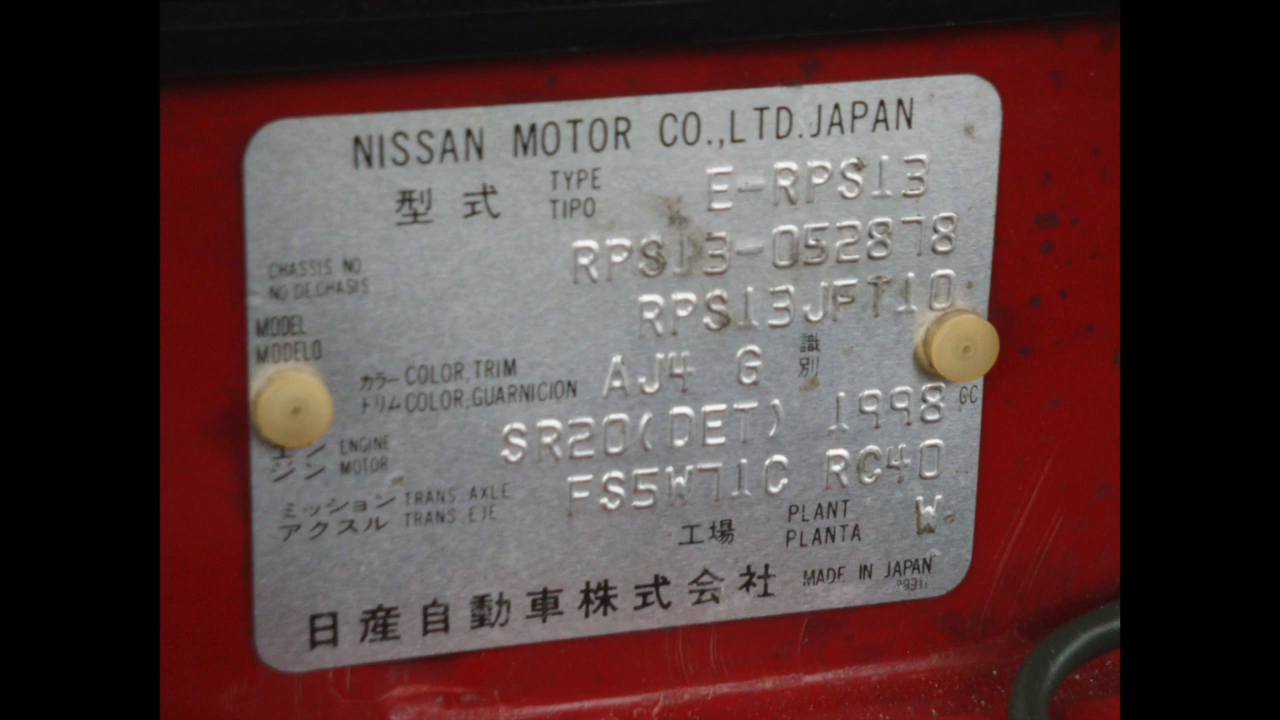 NISSAN MOTOR CO.,LTD.JAPAN
型式 TYPE TIPO E-RPS13
CHASSIS NO NO DE CHASIS RPS13-052878
MODEL MODELO RPS13JFT10
カラー COLOR,TRIM トリム COLOR,GUARNICION AJ4 G 識別
エンジン ENGINE MOTOR SR20(DET) 1998 CC
ミッション TRANS.AXLE アクスル TRANS.EJE FS5W71C RC40
工場 PLANT PLANTA W
日産自動車株式会社 MADE IN JAPAN